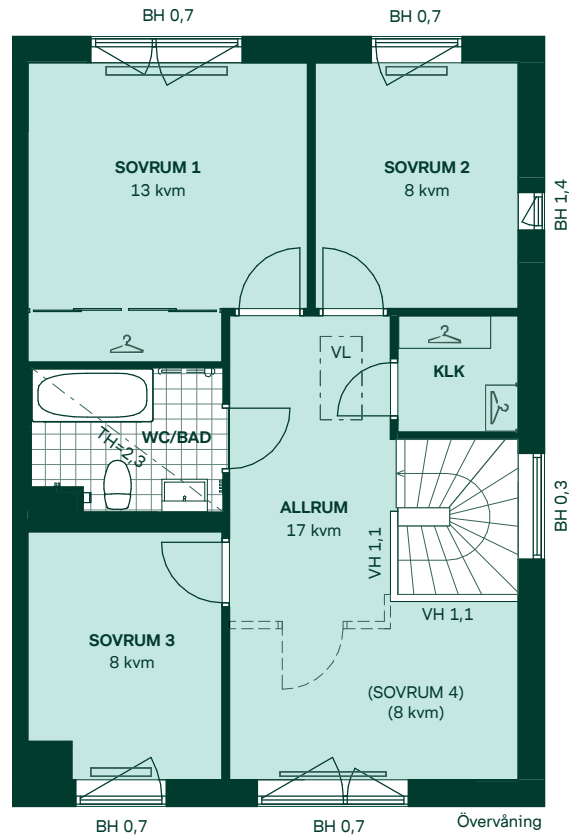 BH 0,7
BH 0,7
SOVRUM 1
13 kvm
SOVRUM 2
8 kvm
BH 1,4
VL
KLK
WC/BAD
TH=2,3
ALLRUM
17 kvm
BH 0,3
VH 1,1
VH 1,1
SOVRUM 3
8 kvm
(SOVRUM 4)
(8 kvm)
BH 0,7
BH 0,7
Övervåning